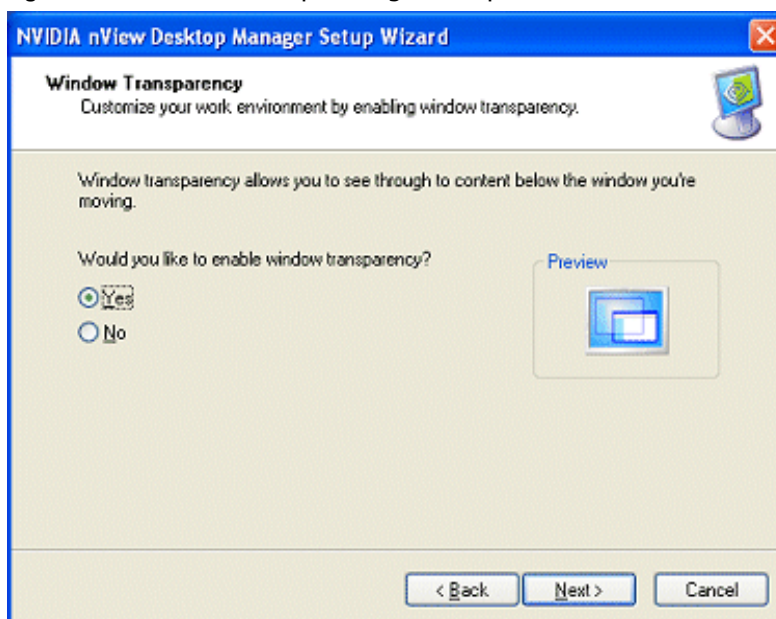 NVIDIA nView Desktop Manager Setup Wizard
Window Transparency
Customize your work environment by enabling window transparency.
Window transparency allows you to see through to content below the window you're
moving.
Would you like to enable window transparency?
Preview
Yes
No
< Back
Next >
Cancel